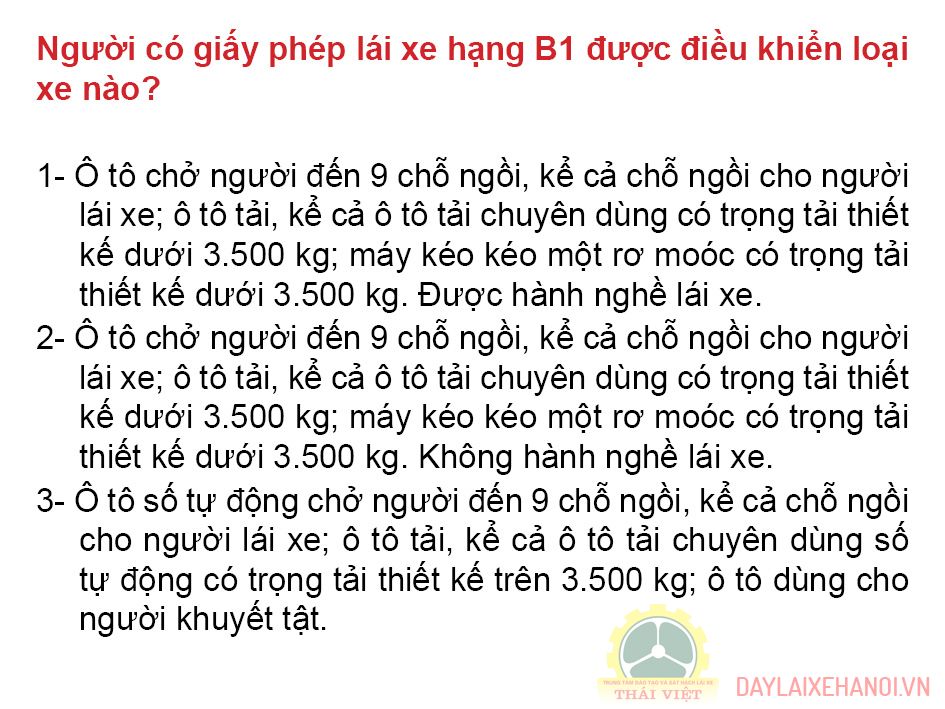 Người có giấy phép lái xe hạng B1 được điều khiển loại
xe nào?
1- Ô tô chở người đến 9 chỗ ngồi, kể cả chỗ ngồi cho người
lái xe; ô tô tải, kể cả ô tô tải chuyên dùng có trọng tải thiết
kế dưới 3.500 kg; máy kéo kéo một rơ moóc có trọng tải
thiết kế dưới 3.500 kg. Được hành nghề lái xe.
2- Ô tô chở người đến 9 chỗ ngồi, kể cả chỗ ngồi cho người
lái xe; ô tô tải, kể cả ô tô tải chuyên dùng có trọng tải thiết
kế dưới 3.500 kg; máy kéo kéo một rơ moóc có trọng tải
thiết kế dưới 3.500 kg. Không hành nghề lái xe.
3- Ô tô số tự động chở người đến 9 chỗ ngồi, kể cả chỗ ngồi
cho người lái xe; ô tô tải, kể cả ô tô tải chuyên dùng số
tự động có trọng tải thiết kế trên 3.500 kg; ô tô dùng cho
người khuyết tật.
TRUNG TÂM ĐÀO TẠO VÀ SÁT HẠCH LÁI XE
THÁI VIỆT
DAYLAIXEHANOI.VN